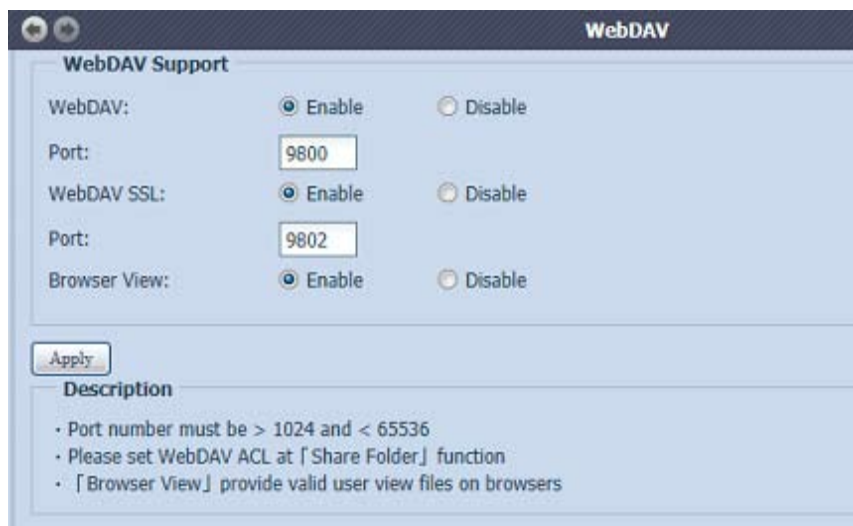 WebDAV
WebDAV Support
WebDAV: Enable Disable
Port: 9800
WebDAV SSL: Enable Disable
Port: 9802
Browser View: Enable Disable
Apply
Description
· Port number must be > 1024 and < 65536
· Please set WebDAV ACL at「Share Folder」function
· 「Browser View」provide valid user view files on browsers